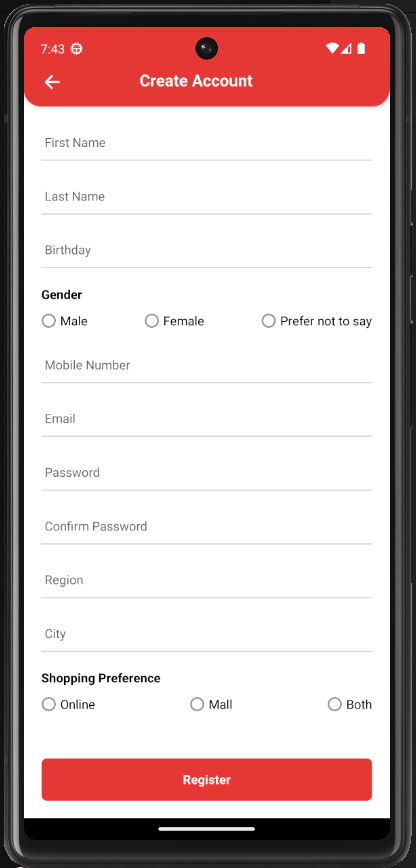 7:43
Create Account
First Name
Last Name
Birthday
Gender
Male Female Prefer not to say
Mobile Number
Email
Password
Confirm Password
Region
City
Shopping Preference
Online Mall Both
Register